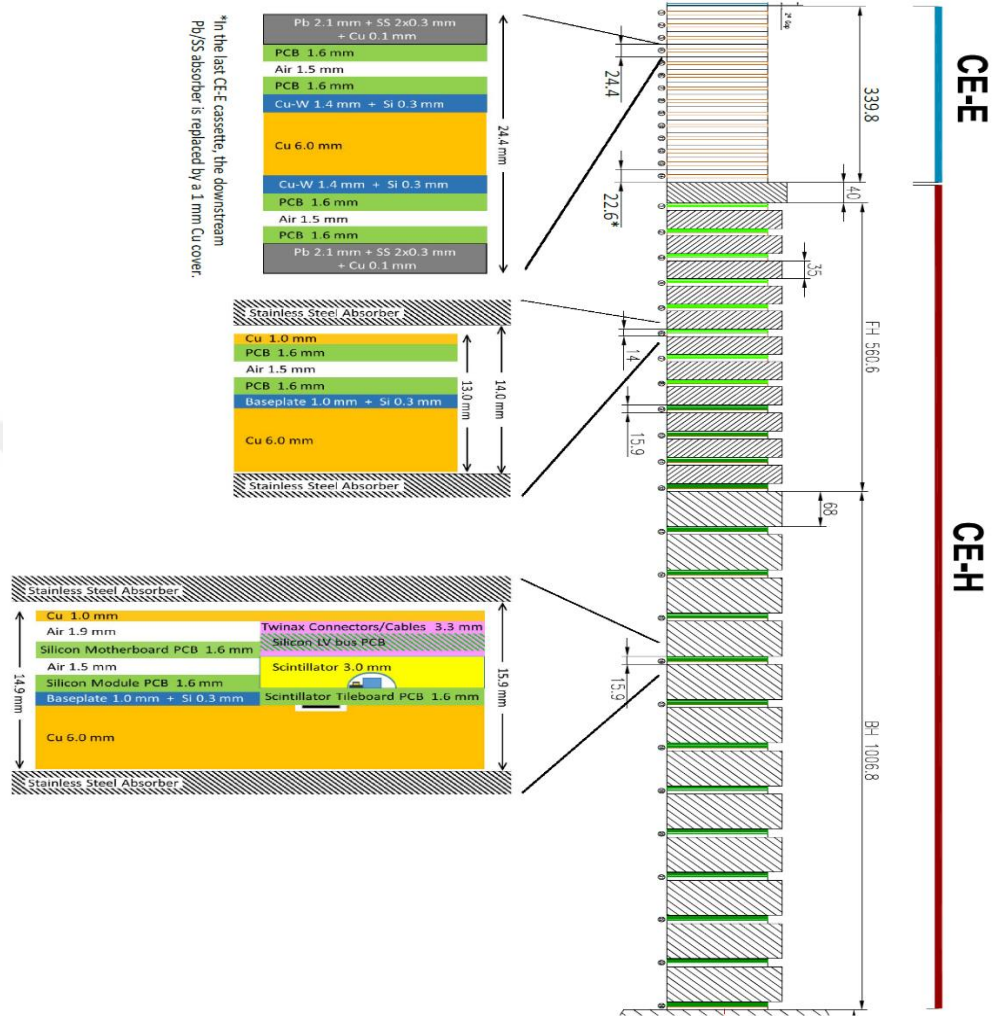 Pb 2.1 mm + SS 2x0.3 mm
+ Cu 0.1 mm
PCB 1.6 mm
Air 1.5 mm
PCB 1.6 mm
Cu-W 1.4 mm + Si 0.3 mm
Cu 6.0 mm
Cu-W 1.4 mm + Si 0.3 mm
PCB 1.6 mm
Air 1.5 mm
PCB 1.6 mm
Pb 2.1 mm + SS 2x0.3 mm
+ Cu 0.1 mm
24.4 mm
*In the last CE-E cassette, the downstream
Pb/SS absorber is replaced by a 1 mm Cu cover.
Stainless Steel Absorber
Cu 1.0 mm
PCB 1.6 mm
Air 1.5 mm
PCB 1.6 mm
Baseplate 1.0 mm + Si 0.3 mm
Cu 6.0 mm
Stainless Steel Absorber
13.0 mm
14.0 mm
Stainless Steel Absorber
Cu 1.0 mm
Air 1.9 mm
Silicon Motherboard PCB 1.6 mm
Air 1.5 mm
Silicon Module PCB 1.6 mm
Baseplate 1.0 mm + Si 0.3 mm
Twinax Connectors/Cables 3.3 mm
Silicon LV bus PCB
Scintillator 3.0 mm
Scintillator Tileboard PCB 1.6 mm
Cu 6.0 mm
Stainless Steel Absorber
14.9 mm
15.9 mm
24.4
22.6*
339.8
40
35
14
15.9
FH 560.6
68
15.9
BH 1006.8
CE-E
CE-H